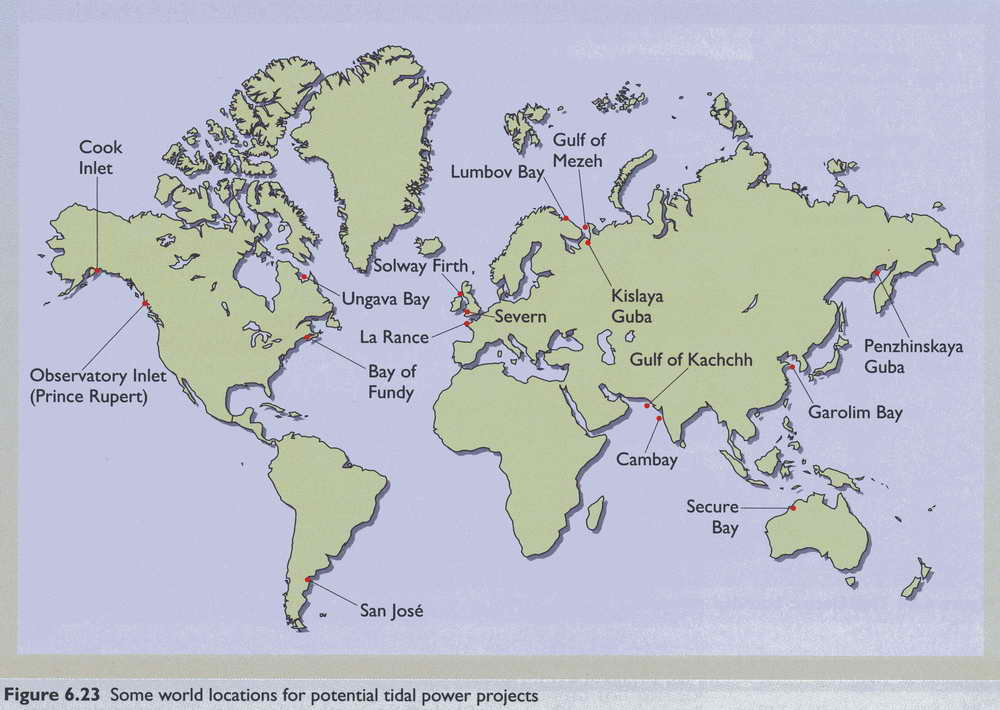 Cook
Inlet
Gulf of
Mezeh
Lumbov Bay
Solway Firth
Ungava Bay
Severn
Kislaya
Guba
La Rance
Penzhinskaya
Guba
Gulf of Kachchh
Bay of
Fundy
Observatory Inlet
(Prince Rupert)
Garolim Bay
Cambay
Secure
Bay
San José
Figure 6.23 Some world locations for potential tidal power projects